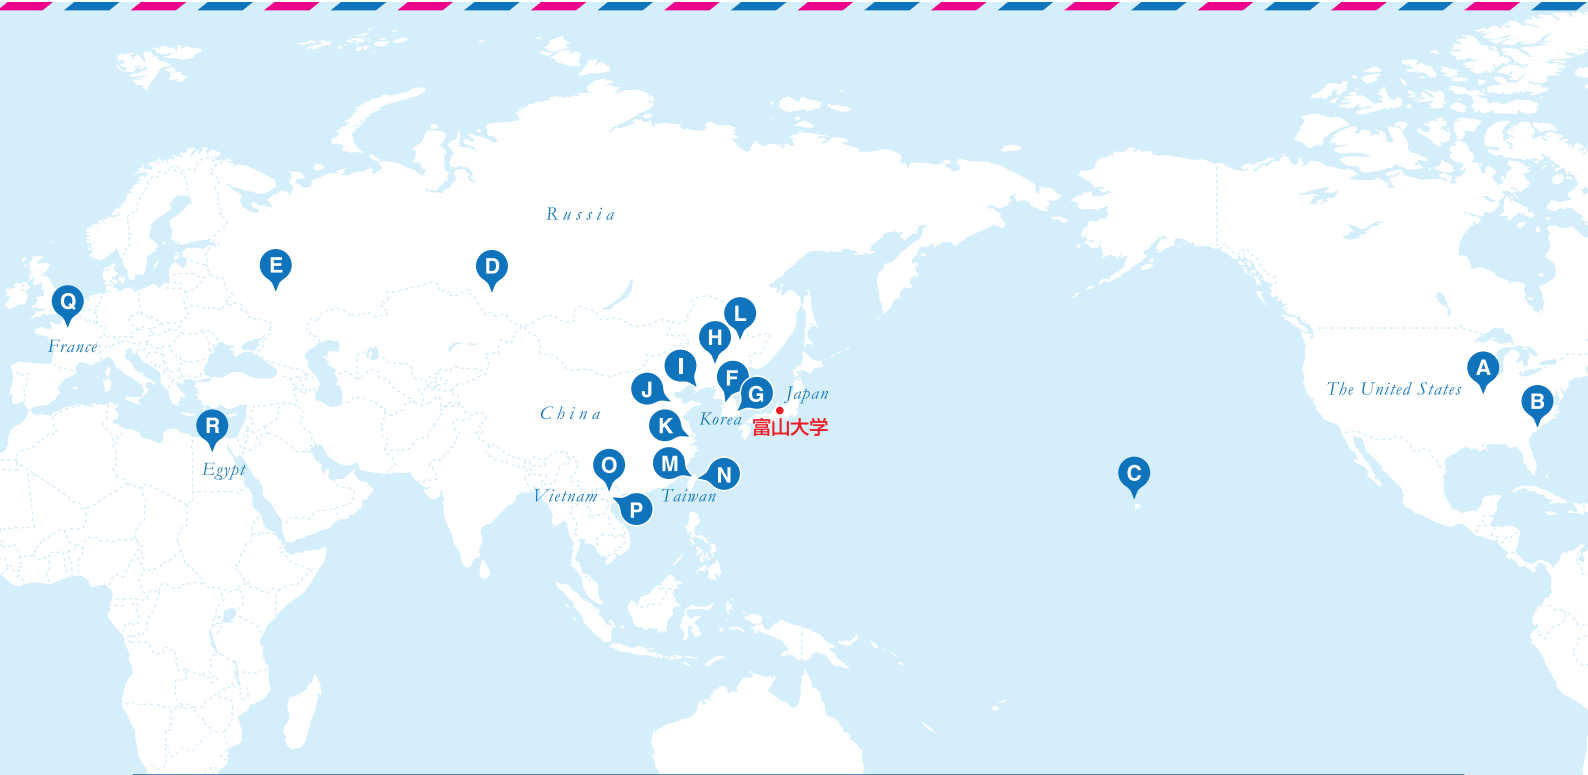 Russia
E
D
Q
L
H
France
I
F
A
J
G
Japan
The United States
B
China
Korea
K
R
富山大学
Egypt
O
M
N
C
Vietnam
Taiwan
P